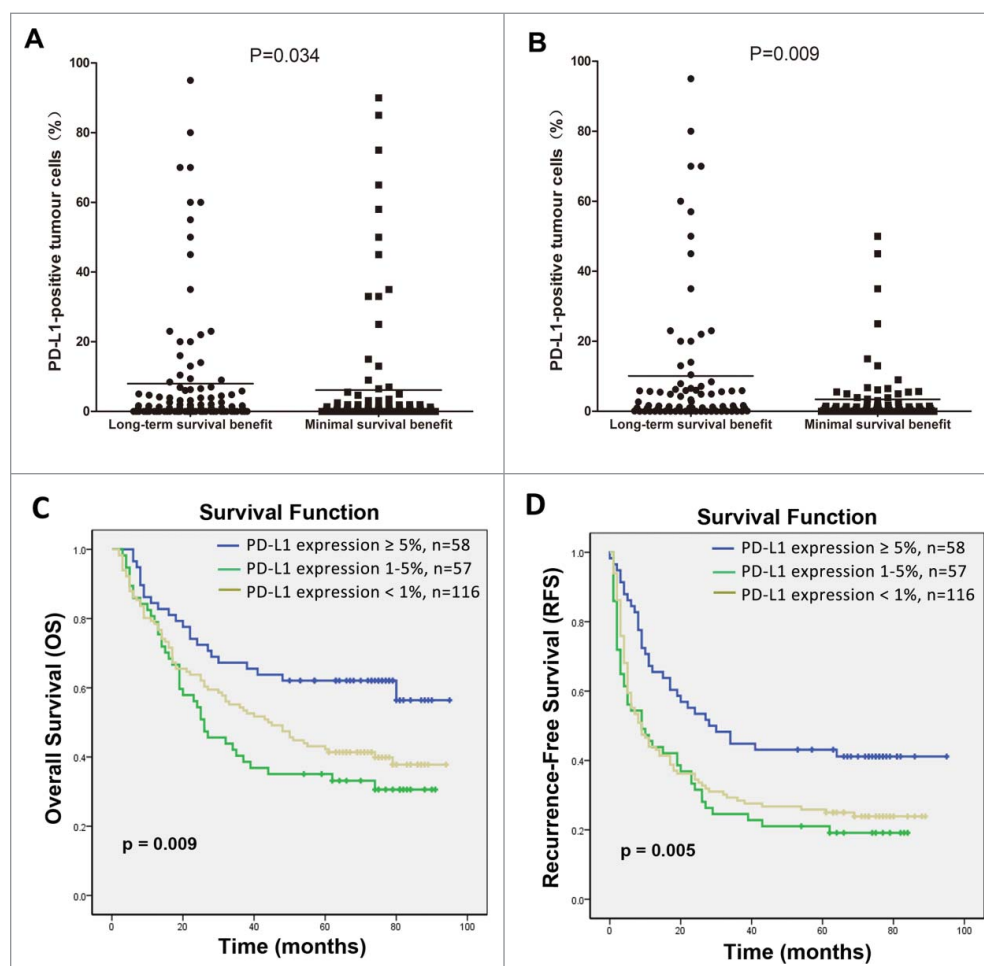 A
P=0.034
PD-L1-positive tumour cells（%）
100
80
60
40
20
0
Long-term survival benefit
Minimal survival benefit
B
P=0.009
PD-L1-positive tumour cells（%）
100
80
60
40
20
0
Long-term survival benefit
Minimal survival benefit
C
Survival Function
PD-L1 expression ≥ 5%, n=58
PD-L1 expression 1-5%, n=57
PD-L1 expression < 1%, n=116
Overall Survival (OS)
1.0
0.8
0.6
0.4
0.2
0.0
p = 0.009
0
20
40
60
80
100
Time (months)
D
Survival Function
PD-L1 expression ≥ 5%, n=58
PD-L1 expression 1-5%, n=57
PD-L1 expression < 1%, n=116
Recurrence-Free Survival (RFS)
1.0
0.8
0.6
0.4
0.2
0.0
p = 0.005
0
20
40
60
80
100
Time (months)